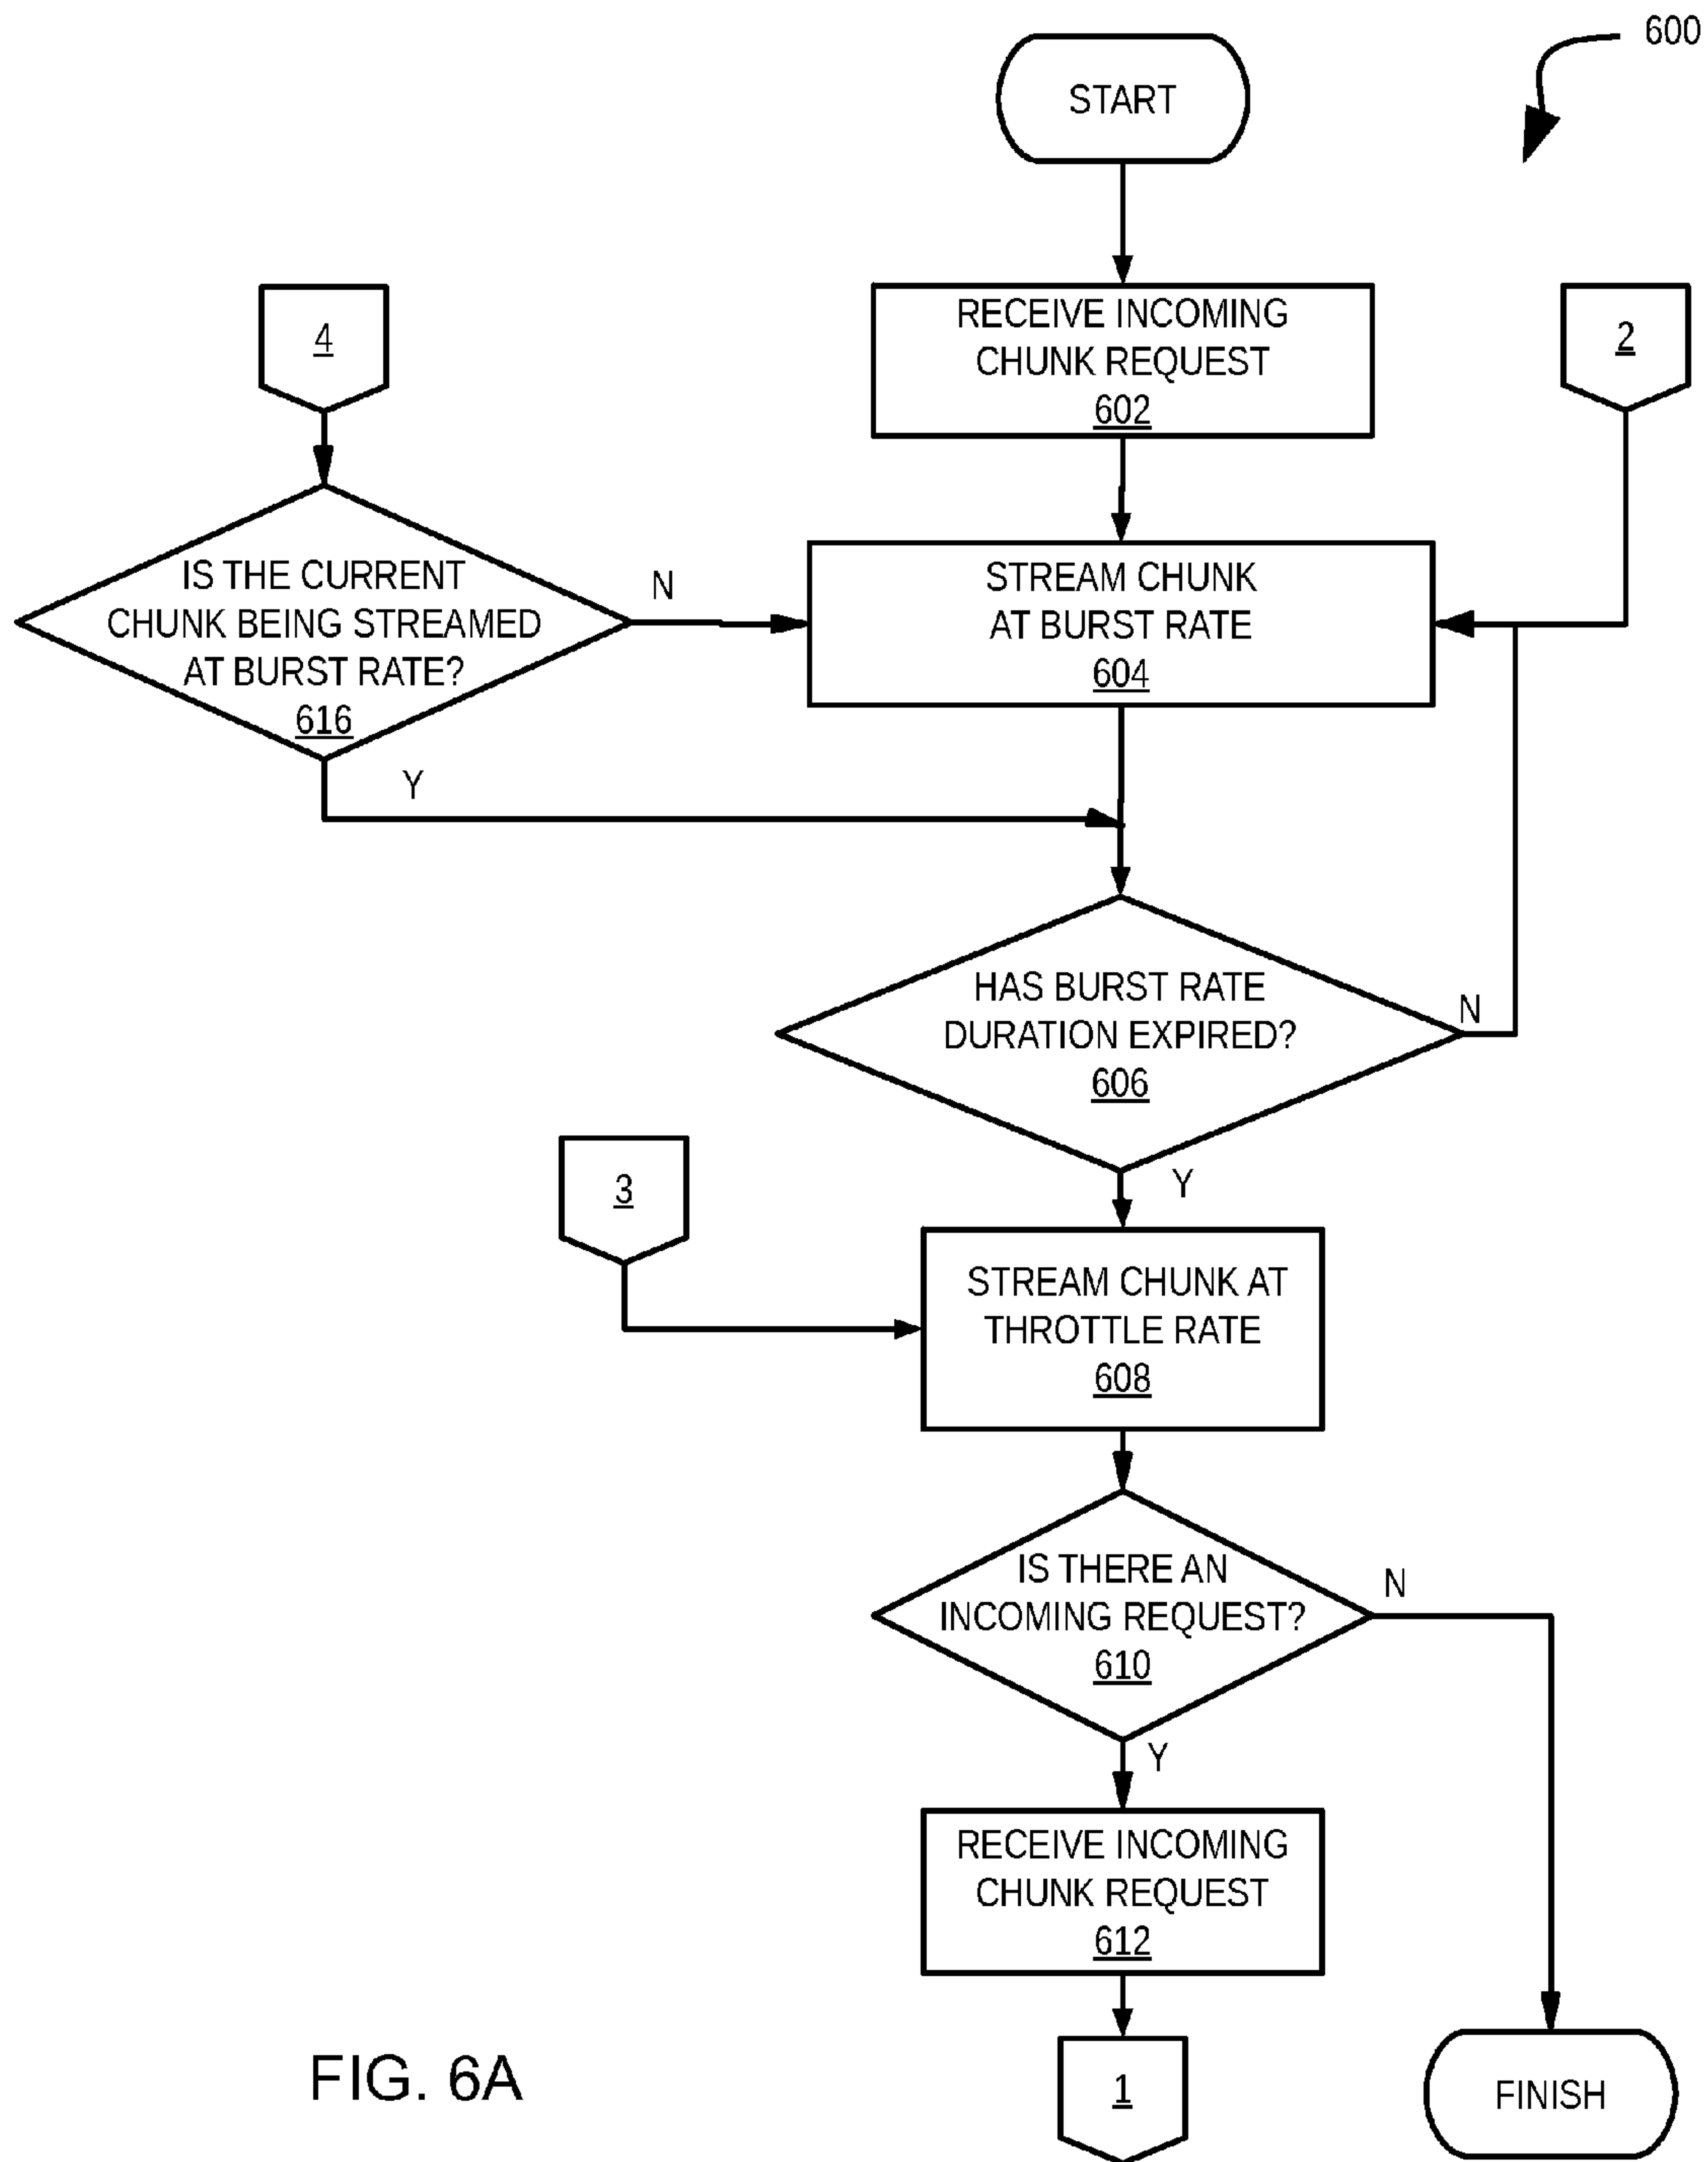 600
START
RECEIVE INCOMING
CHUNK REQUEST
602
4
2
IS THE CURRENT
CHUNK BEING STREAMED
AT BURST RATE?
616
N
STREAM CHUNK
AT BURST RATE
604
Y
HAS BURST RATE
DURATION EXPIRED?
606
N
Y
3
STREAM CHUNK AT
THROTTLE RATE
608
IS THERE AN
INCOMING REQUEST?
610
N
Y
RECEIVE INCOMING
CHUNK REQUEST
612
1
FINISH
FIG. 6A